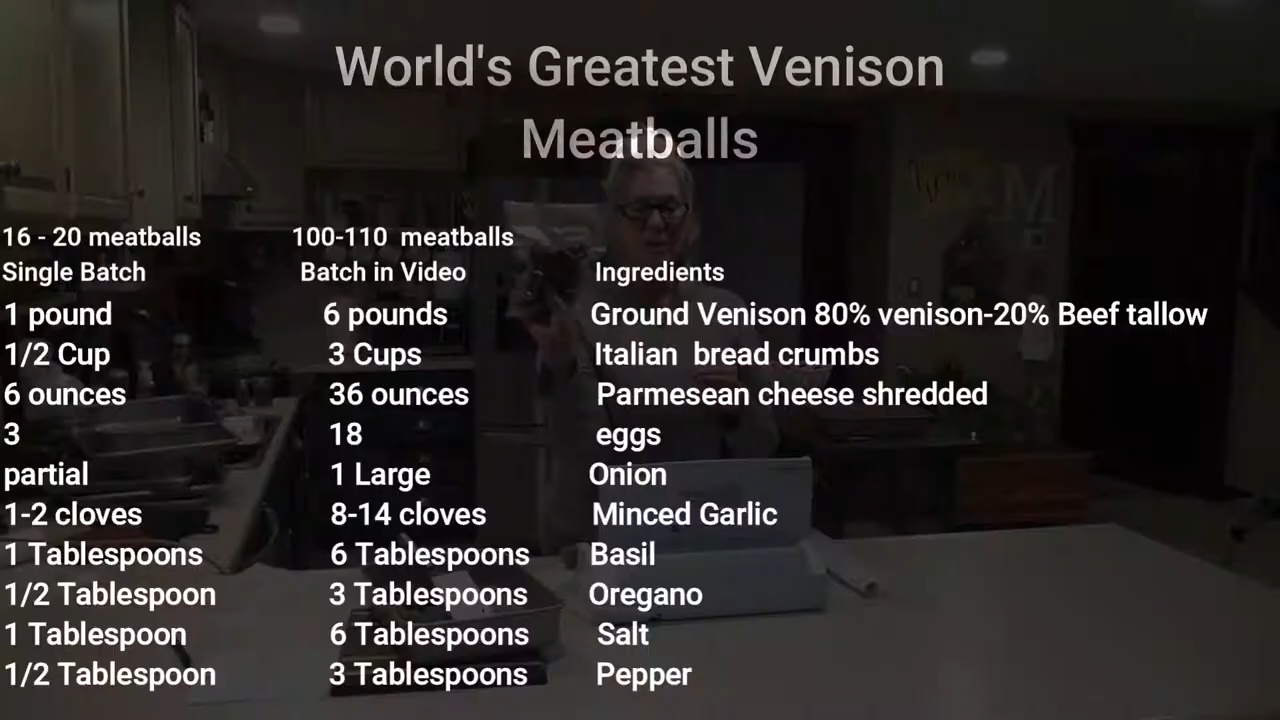 World's Greatest Venison
Meatballs
16 - 20 meatballs 100-110 meatballs
Single Batch Batch in Video Ingredients
1 pound 6 pounds Ground Venison 80% venison-20% Beef tallow
1/2 Cup 3 Cups Italian bread crumbs
6 ounces 36 ounces Parmesean cheese shredded
3 18 eggs
partial 1 Large Onion
1-2 cloves 8-14 cloves Minced Garlic
1 Tablespoons 6 Tablespoons Basil
1/2 Tablespoon 3 Tablespoons Oregano
1 Tablespoon 6 Tablespoons Salt
1/2 Tablespoon 3 Tablespoons Pepper
M